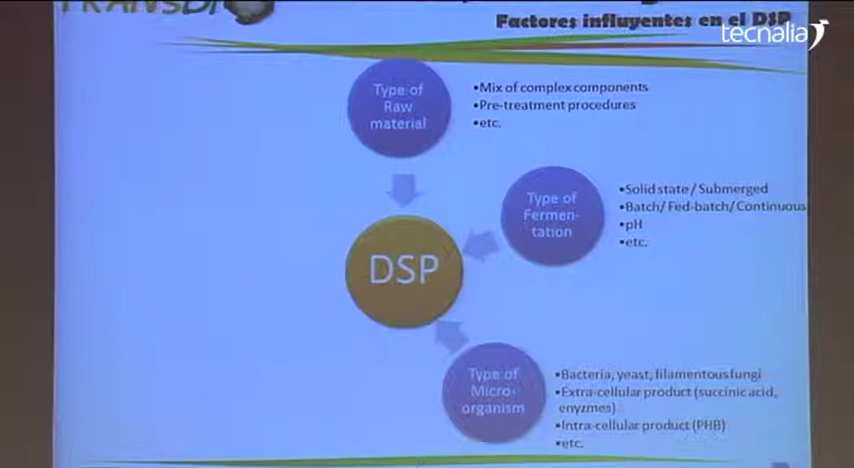 Factores influyentes en el DSP
tecnalia
Type of
Raw
material
•Mix of complex components
•Pre-treatment procedures
•etc.
Type of
Fermen-
tation
•Solid state / Submerged
•Batch/ Fed-batch/ Continuous
•pH
•etc.
DSP
Type of
Micro-
organism
•Bacteria, yeast, filamentous fungi
•Extra-cellular product (succinic acid,
enyzmes)
•Intra-cellular product (PHB)
•etc.